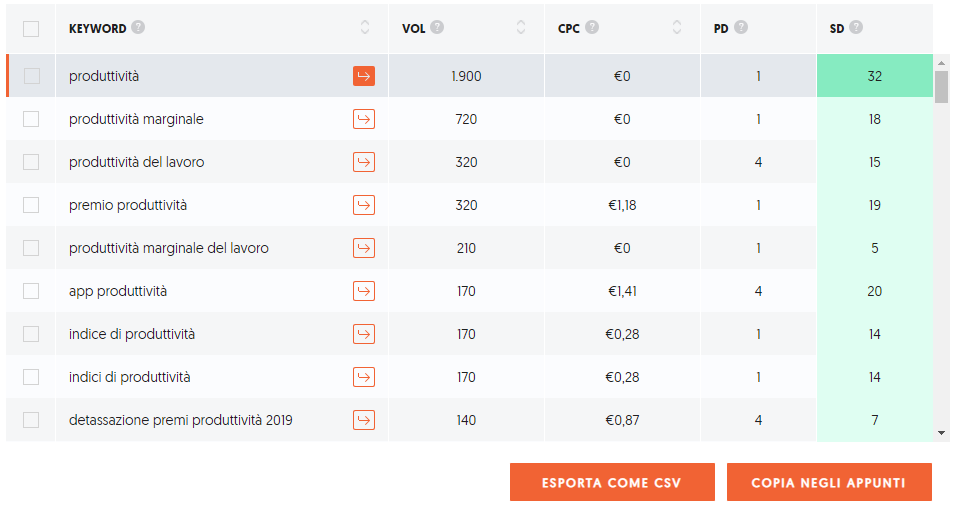 KEYWORD ? VOL ? CPC ? PD ? SD ?
produttività 1.900 €0 1 32
produttività marginale 720 €0 1 18
produttività del lavoro 320 €0 4 15
premio produttività 320 €1,18 1 19
produttività marginale del lavoro 210 €0 1 5
app produttività 170 €1,41 4 20
indice di produttività 170 €0,28 1 14
indici di produttività 170 €0,28 1 14
detassazione premi produttività 2019 140 €0,87 4 7
ESPORTA COME CSV COPIA NEGLI APPUNTI